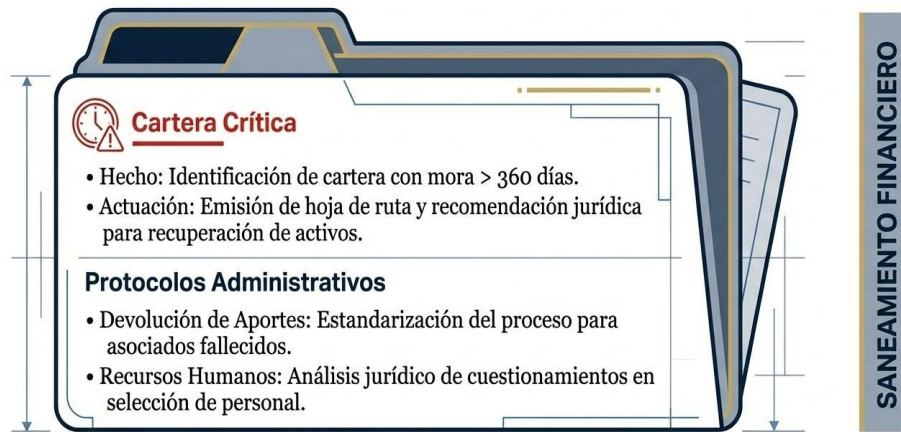 Cartera Crítica
• Hecho: Identificación de cartera con mora > 360 días.
• Actuación: Emisión de hoja de ruta y recomendación jurídica
para recuperación de activos.
Protocolos Administrativos
• Devolución de Aportes: Estandarización del proceso para
asociados fallecidos.
• Recursos Humanos: Análisis jurídico de cuestionamientos en
selección de personal.
SANEAMIENTO FINANCIERO